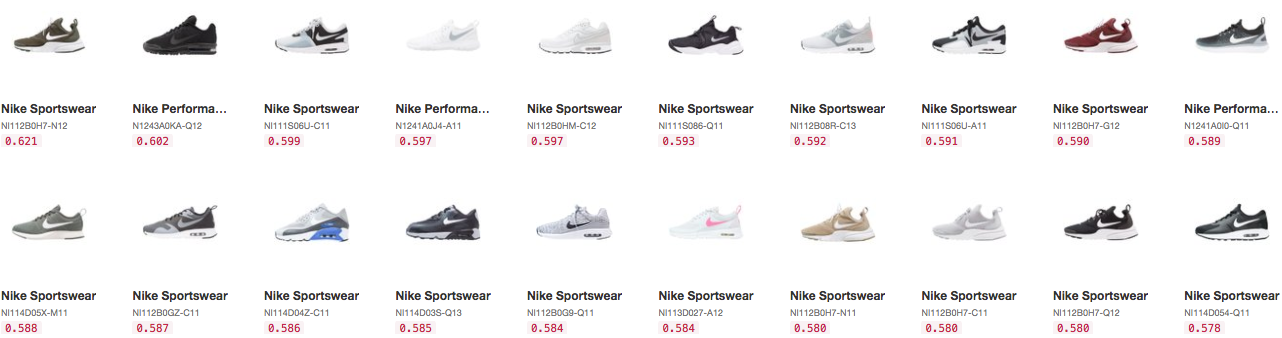 Nike Sportswear Nike Performa... Nike Sportswear Nike Performa... Nike Sportswear Nike Sportswear Nike Sportswear Nike Sportswear Nike Sportswear Nike Performa...
NI112B0H7-N12 N1243A0KA-Q12 NI111S06U-C11 N1241A0J4-A11 NI112B0HM-C12 NI111S086-Q11 NI112B08R-C13 NI111S06U-A11 NI112B0H7-G12 N1241A0I0-Q11
0.621 0.602 0.599 0.597 0.597 0.593 0.592 0.591 0.590 0.589
Nike Sportswear Nike Sportswear Nike Sportswear Nike Sportswear Nike Sportswear Nike Sportswear Nike Sportswear Nike Sportswear Nike Sportswear Nike Sportswear
NI114D05X-M11 NI112B0GZ-C11 NI114D04Z-C11 NI114D03S-Q13 NI112B0G9-Q11 NI113D027-A12 NI112B0H7-N11 NI112B0H7-C11 NI112B0H7-Q12 NI114D054-Q11
0.588 0.587 0.586 0.585 0.584 0.584 0.580 0.580 0.580 0.578